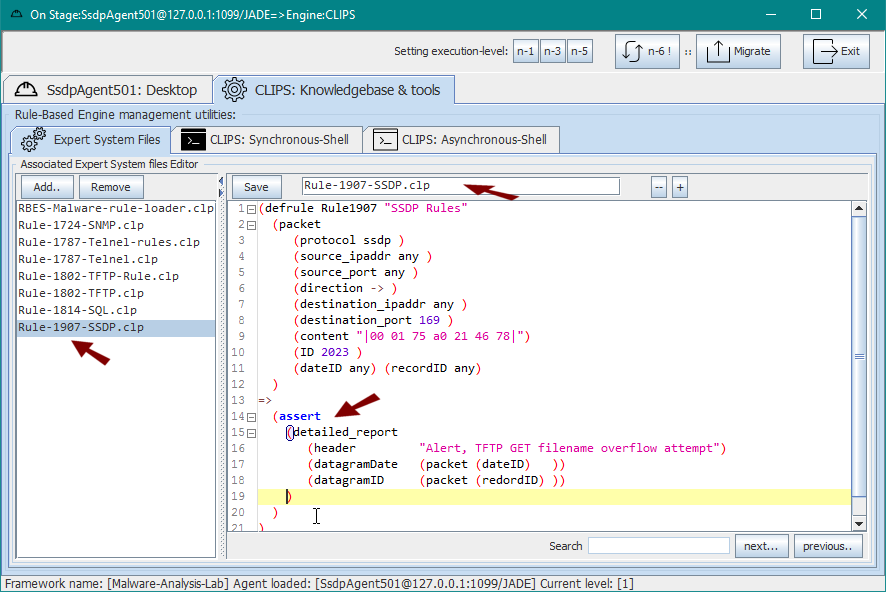 On Stage:SsdpAgent501@127.0.0.1:1099/JADE=>Engine:CLIPS
Setting execution-level: n-1 n-3 n-5 n-6 ! :: Migrate Exit
SsdpAgent501: Desktop CLIPS: Knowledgebase & tools
Rule-Based Engine management utilities:
Expert System Files CLIPS: Synchronous-Shell CLIPS: Asynchronous-Shell
Associated Expert System files Editor
Add.. Remove
RBES-Malware-rule-loader.clp
Rule-1724-SNMP.clp
Rule-1787-Telnel-rules.clp
Rule-1787-Telnel.clp
Rule-1802-TFTP-Rule.clp
Rule-1802-TFTP.clp
Rule-1814-SQL.clp
Rule-1907-SSDP.clp
Save Rule-1907-SSDP.clp -- +
1 (defrule Rule1907 "SSDP Rules"
2 (packet
3 (protocol ssdp )
4 (source_ipaddr any )
5 (source_port any )
6 (direction -> )
7 (destination_ipaddr any )
8 (destination_port 169 )
9 (content "|00 01 75 a0 21 46 78|")
10 (ID 2023 )
11 (dateID any) (recordID any)
12 )
13 =>
14 (assert
15 (detailed_report
16 (header "Alert, TFTP GET filename overflow attempt")
17 (datagramDate (packet (dateID) ))
18 (datagramID (packet (redordID) ))
19 )
20 )
21 )
Search next... previous..
Framework name: [Malware-Analysis-Lab] Agent loaded: [SsdpAgent501@127.0.0.1:1099/JADE] Current level: [1]